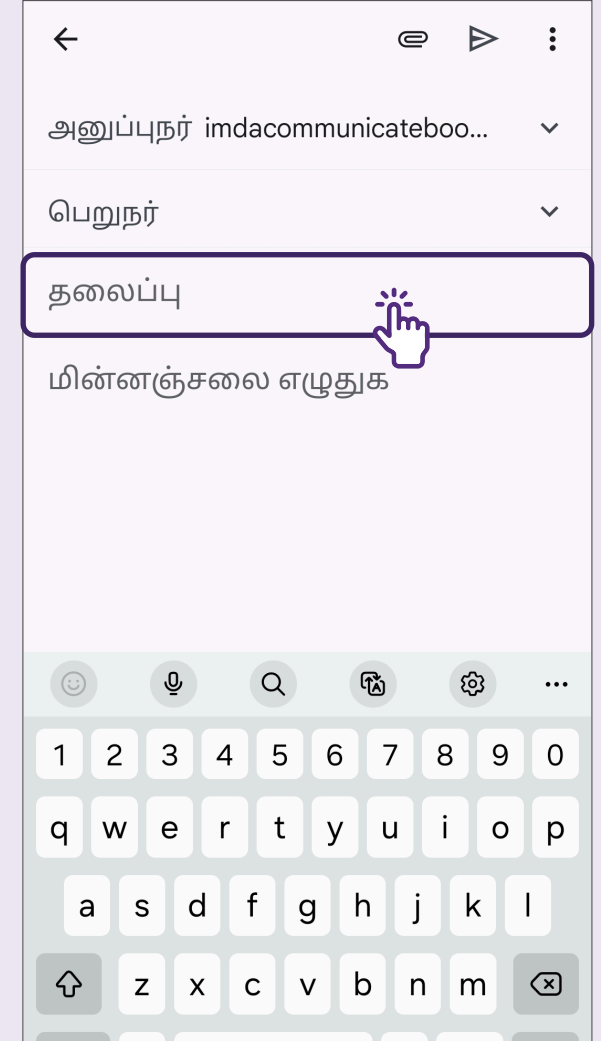 அனுப்புநர் imdacommunicateboo...
பெறுநர்
தலைப்பு
மின்னஞ்சலை எழுதுக
1 2 3 4 5 6 7 8 9 0
q w e r t y u i o p
a s d f g h j k l
z x c v b n m